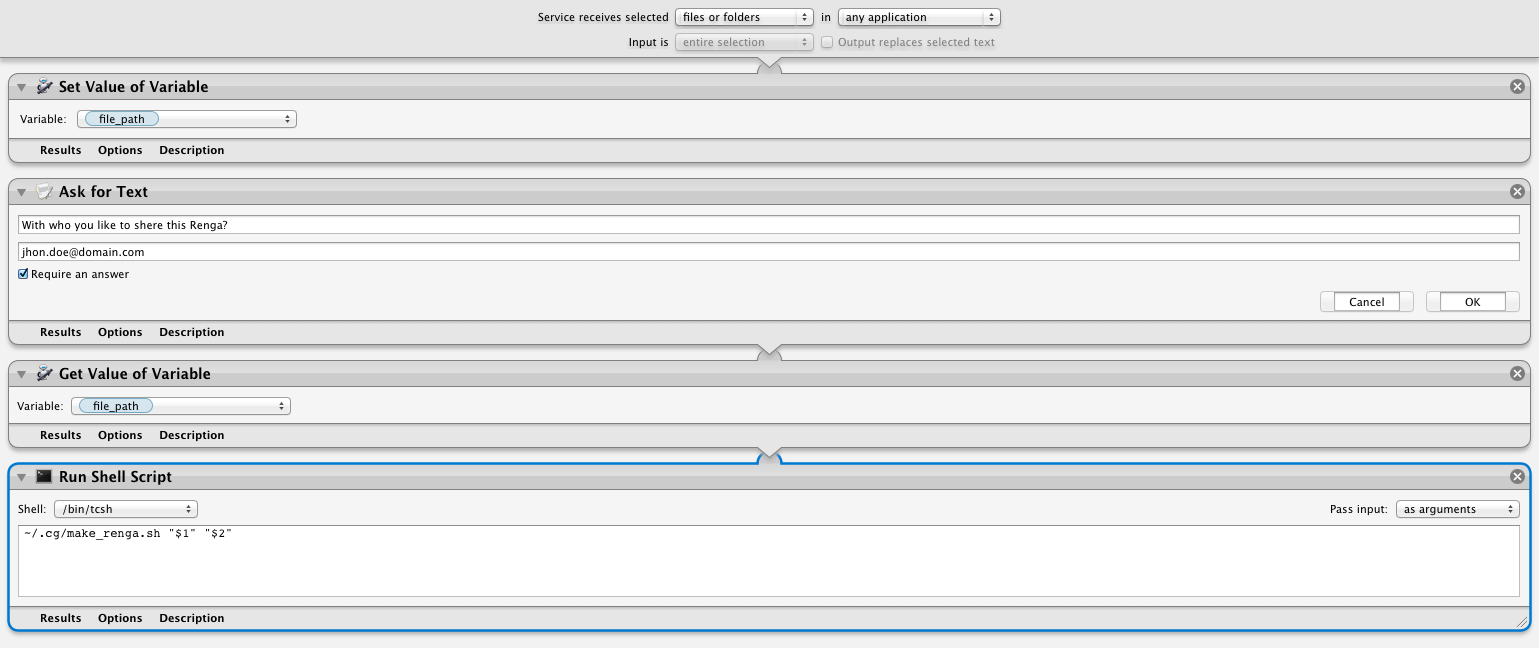 Service receives selected files or folders in any application
Input is entire selection Output replaces selected text
Set Value of Variable
Variable: file_path
Results Options Description
Ask for Text
With who you like to shere this Renga?
jhon.doe@domain.com
Require an answer
Cancel OK
Results Options Description
Get Value of Variable
Variable: file_path
Results Options Description
Run Shell Script
Shell: /bin/tcsh Pass input: as arguments
~/.cg/make_renga.sh "$1" "$2"
Results Options Description